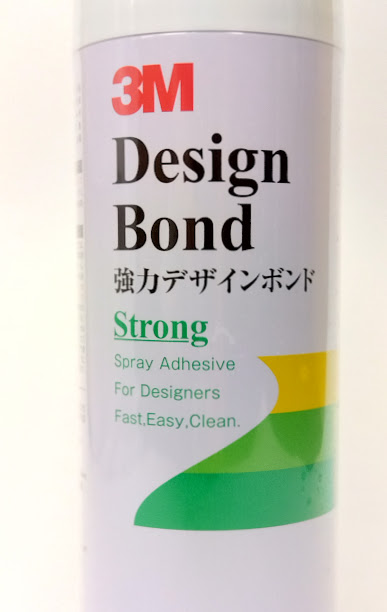 3M
Design
Bond
強力デザインボンド
Strong
Spray Adhesive
For Designers
Fast,Easy,Clean.